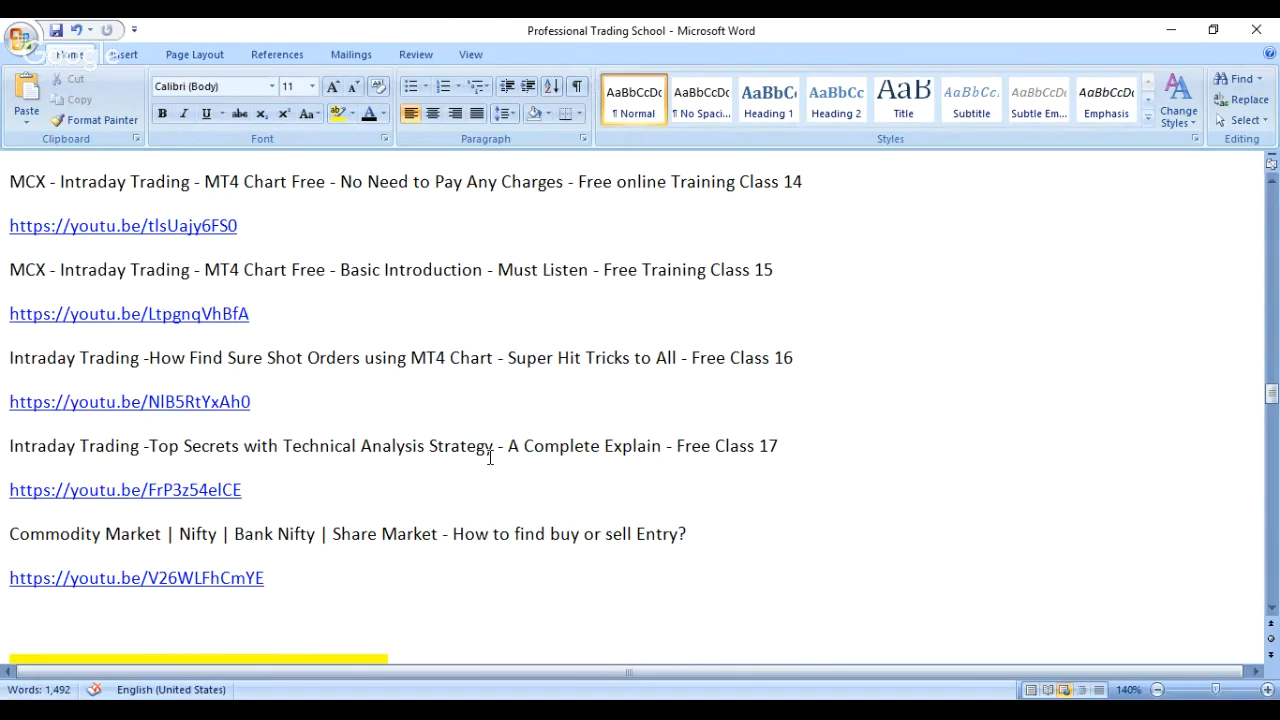 Professional Trading School - Microsoft Word
Google
Home Insert Page Layout References Mailings Review View
Paste
Cut
Copy
Format Painter
Clipboard
Calibri (Body) 11
Font
Paragraph
AaBbCcDc AaBbCcDc AaBbCc AaBbCc AaB AaBbCc. AaBbCcDc AaBbCcDc
¶ Normal ¶ No Spaci... Heading 1 Heading 2 Title Subtitle Subtle Em... Emphasis
Change Styles
Styles
Find
Replace
Select
Editing
MCX - Intraday Trading - MT4 Chart Free - No Need to Pay Any Charges - Free online Training Class 14
https://youtu.be/tlsUajy6FS0
MCX - Intraday Trading - MT4 Chart Free - Basic Introduction - Must Listen - Free Training Class 15
https://youtu.be/LtpgnqVhBfA
Intraday Trading -How Find Sure Shot Orders using MT4 Chart - Super Hit Tricks to All - Free Class 16
https://youtu.be/NlB5RtYxAh0
Intraday Trading -Top Secrets with Technical Analysis Strategy - A Complete Explain - Free Class 17
https://youtu.be/FrP3z54elCE
Commodity Market | Nifty | Bank Nifty | Share Market - How to find buy or sell Entry?
https://youtu.be/V26WLFhCmYE
Words: 1,492 English (United States) 140%